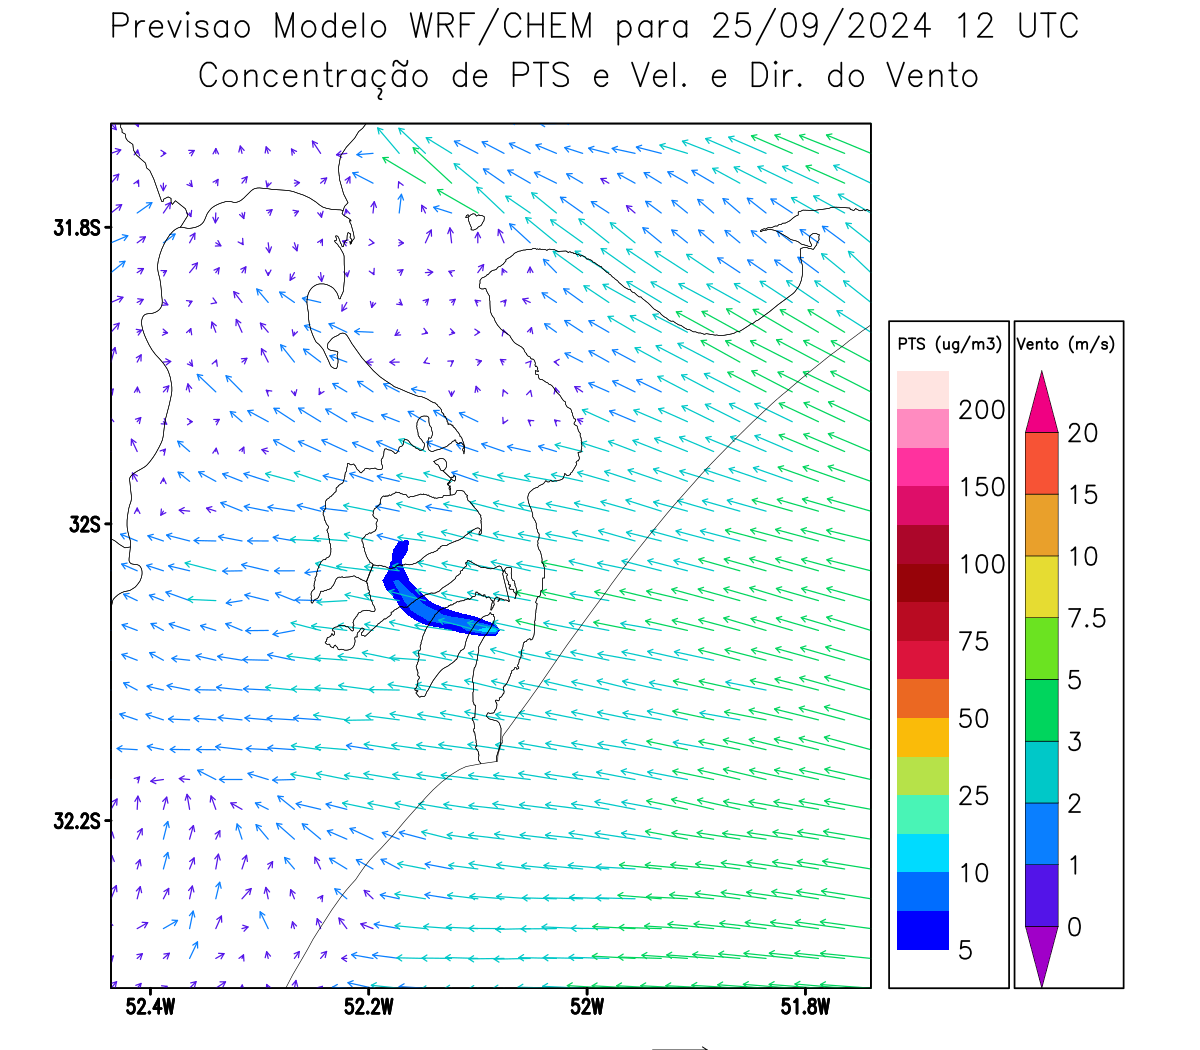 Previsao Modelo WRF/CHEM para 25/09/2024 12 UTC
Concentração de PTS e Vel. e Dir. do Vento
31.8S
32S
32.2S
52.4W
52.2W
52W
51.8W
PTS (ug/m3)
200
150
100
75
50
25
10
5
Vento (m/s)
20
15
10
7.5
5
3
2
1
0